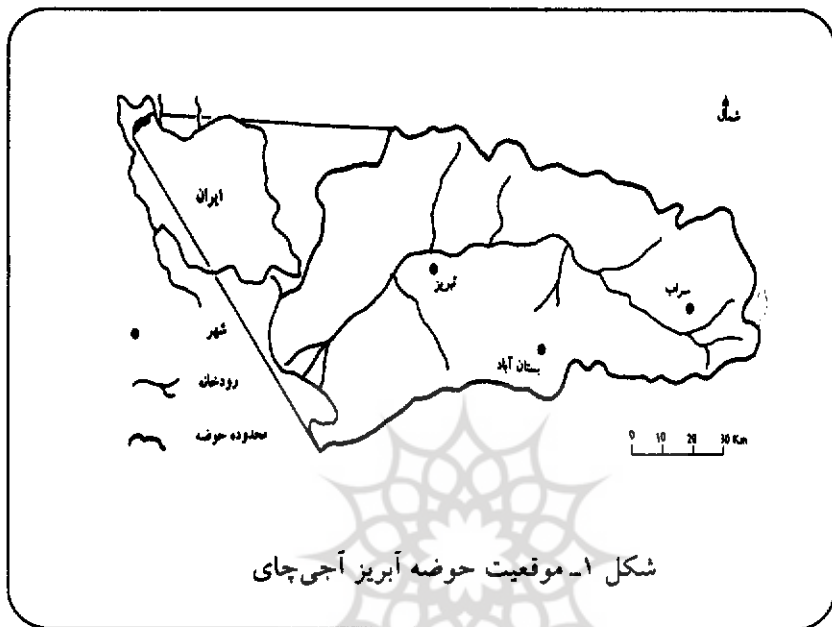 شمال
ایران
تبریز
سراب
بستان آباد
شهر
رودخانه
محدوده حوضه
0 10 20 30 Km
شکل ۱ـ موقعیت حوضه آبریز آجی‌چای